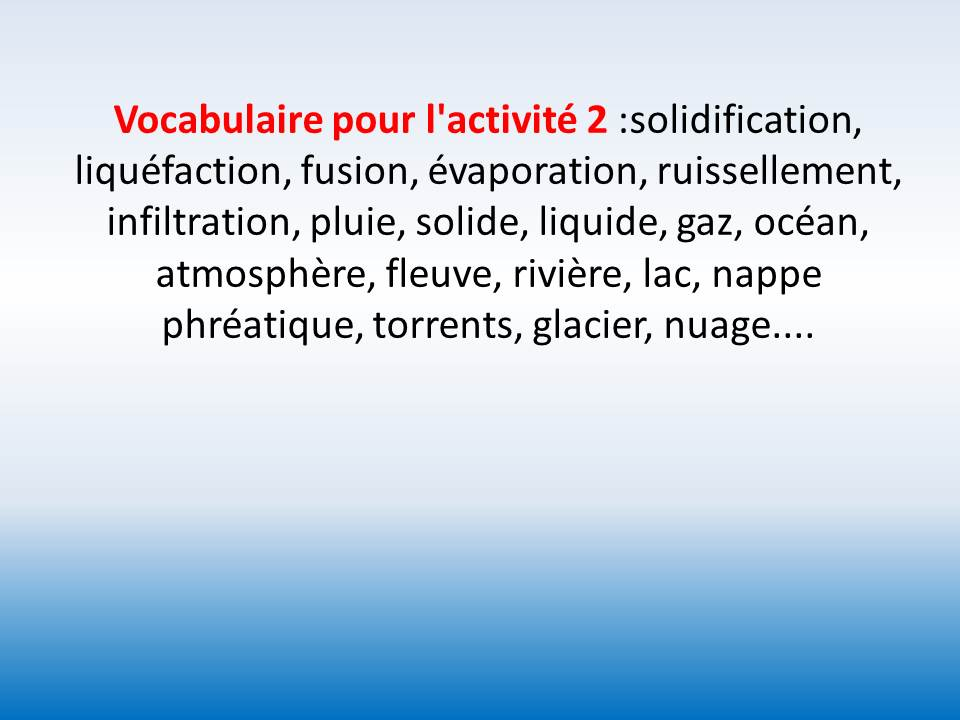 Vocabulaire pour l'activité 2 :solidification,
liquéfaction, fusion, évaporation, ruissellement,
infiltration, pluie, solide, liquide, gaz, océan,
atmosphère, fleuve, rivière, lac, nappe
phréatique, torrents, glacier, nuage....